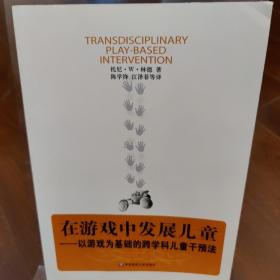 TRANSDISCIPLINARY
PLAY-BASED
INTERVENTION
托尼·W·林德 著
陈学锋 江泽菲等译
在游戏中发展儿童
——以游戏为基础的跨学科儿童干预法